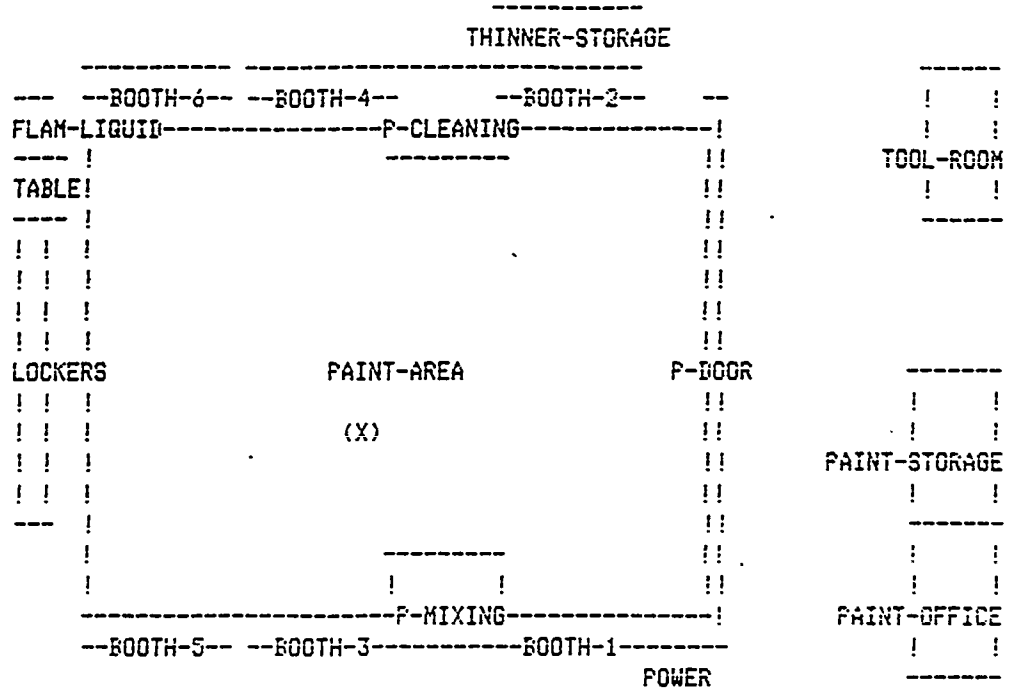 THINNER-STORAGE
BOOTH-6 BOOTH-4 BOOTH-2
FLAM-LIQUID P-CLEANING
TOOL-ROOM
TABLE
LOCKERS PAINT-AREA P-DOOR
(X)
PAINT-STORAGE
P-MIXING PAINT-OFFICE
BOOTH-5 BOOTH-3 BOOTH-1
POWER